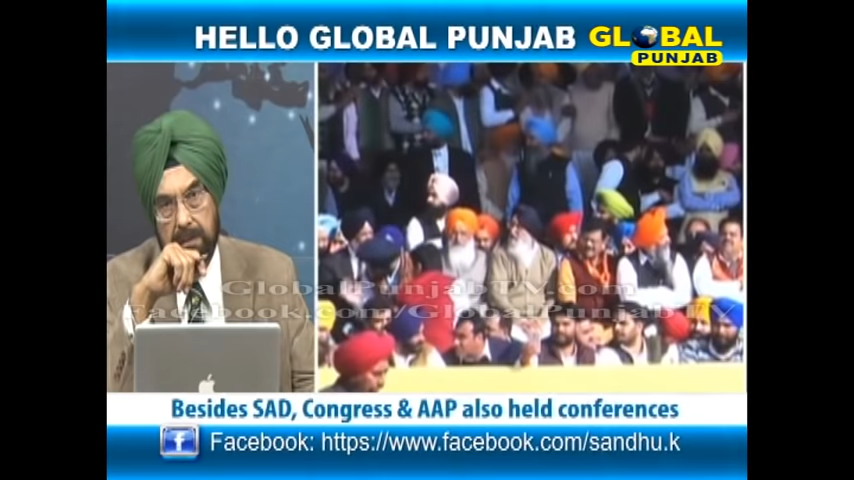 HELLO GLOBAL PUNJAB
GLOBAL
PUNJAB
GlobalPunjabTV.com
Facebook.com/GlobalPunjabTV
Besides SAD, Congress & AAP also held conferences
Facebook: https://www.facebook.com/sandhu.k